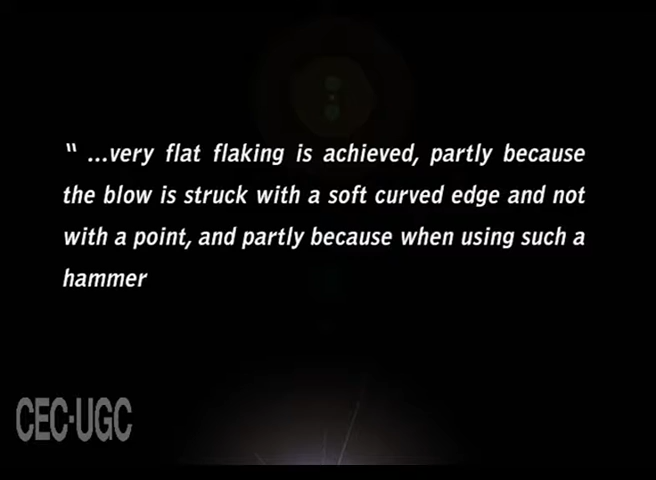 “ ...very flat flaking is achieved, partly because
the blow is struck with a soft curved edge and not
with a point, and partly because when using such a
hammer
CEC-UGC